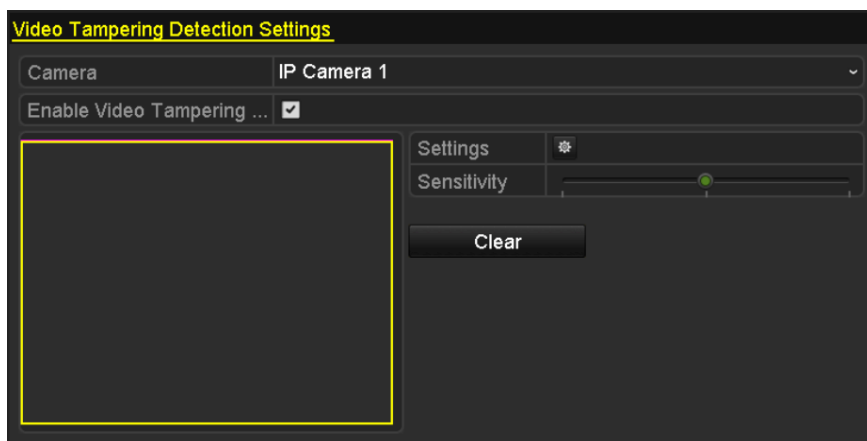 Video Tampering Detection Settings
Camera IP Camera 1
Enable Video Tampering ...
Settings
Sensitivity
Clear